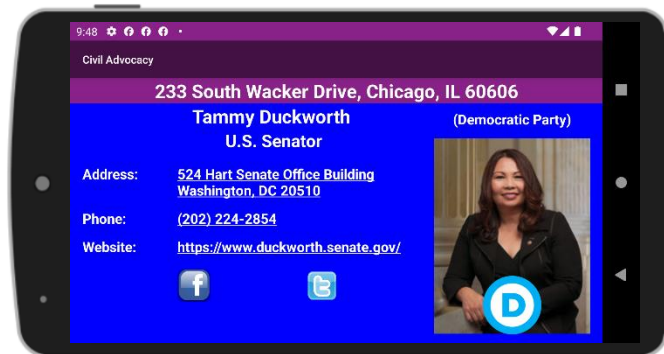 9:48
Civil Advocacy
233 South Wacker Drive, Chicago, IL 60606
Tammy Duckworth
(Democratic Party)
U.S. Senator
Address: 524 Hart Senate Office Building
Washington, DC 20510
Phone: (202) 224-2854
Website: https://www.duckworth.senate.gov/
f t
D